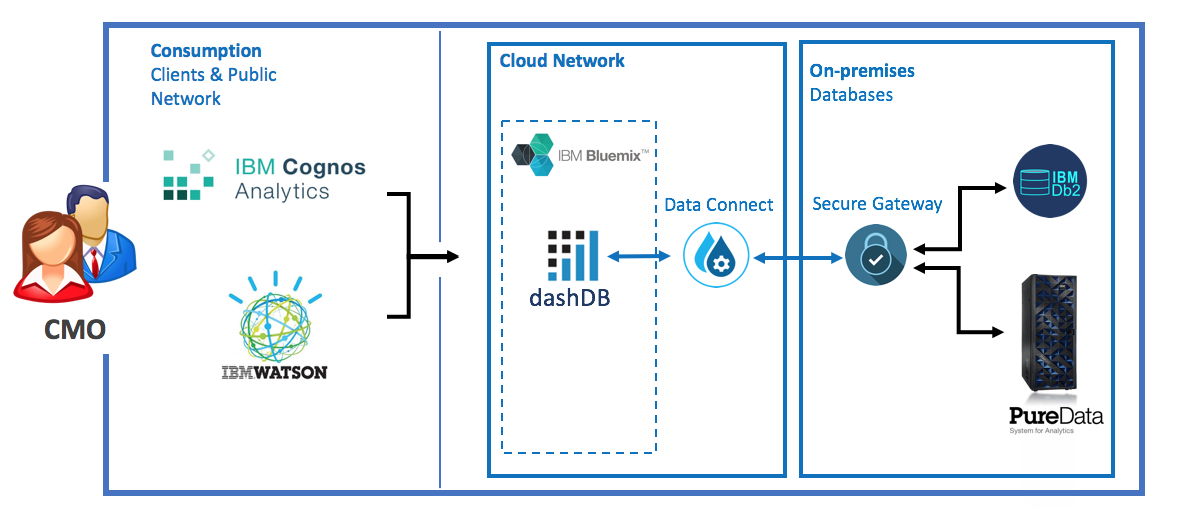 Consumption
Clients & Public
Network
IBM Cognos
Analytics
CMO
IBMWATSON
Cloud Network
IBM Bluemix™
dashDB
Data Connect
On-premises
Databases
Secure Gateway
IBM
Db2
PureData
System for Analytics